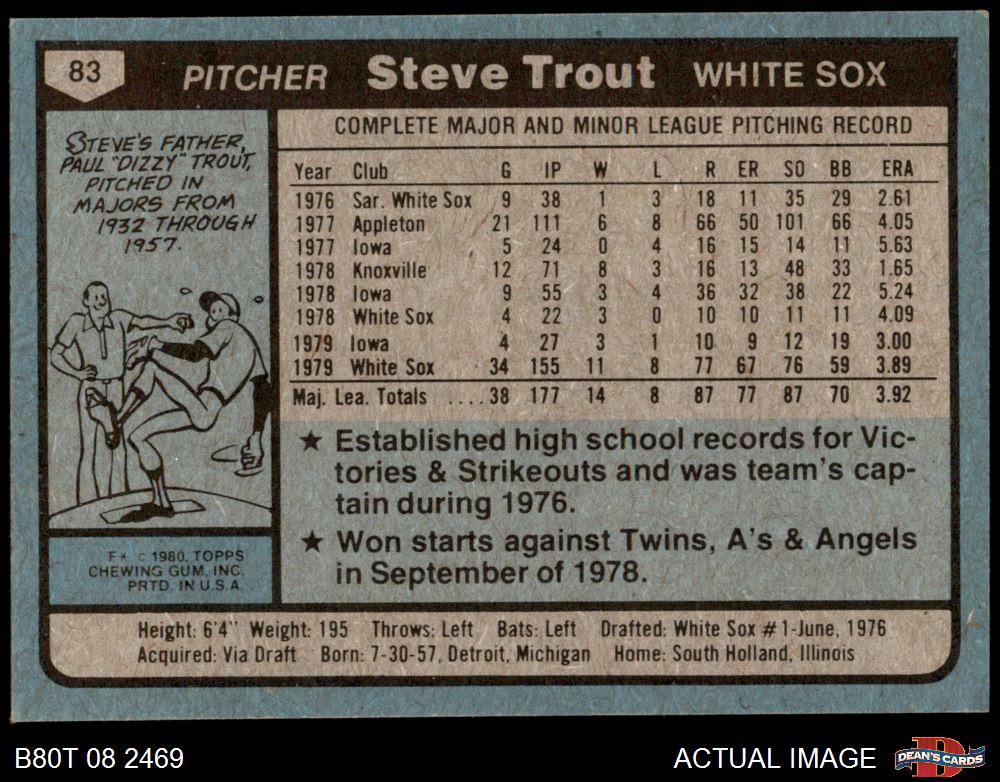 83 PITCHER Steve Trout WHITE SOX
STEVE'S FATHER,
PAUL "DIZZY" TROUT,
PITCHED IN
MAJORS FROM
1932 THROUGH
1957.
COMPLETE MAJOR AND MINOR LEAGUE PITCHING RECORD
Year Club G IP W L R ER SO BB ERA
1976 Sar. White Sox 9 38 1 3 18 11 35 29 2.61
1977 Appleton 21 111 6 8 66 50 101 66 4.05
1977 Iowa 5 24 0 4 16 15 14 11 5.63
1978 Knoxville 12 71 8 3 16 13 48 33 1.65
1978 Iowa 9 55 3 4 36 32 38 22 5.24
1978 White Sox 4 22 3 0 10 10 11 11 4.09
1979 Iowa 4 27 3 1 10 9 12 19 3.00
1979 White Sox 34 155 11 8 77 67 76 59 3.89
Maj. Lea. Totals ....38 177 14 8 87 77 87 70 3.92
★ Established high school records for Vic-
tories & Strikeouts and was team's cap-
tain during 1976.
★ Won starts against Twins, A's & Angels
in September of 1978.
F* © 1980, TOPPS
CHEWING GUM, INC.
PRTD. IN U.S.A.
Height: 6'4" Weight: 195 Throws: Left Bats: Left Drafted: White Sox #1-June, 1976
Acquired: Via Draft Born: 7-30-57, Detroit, Michigan Home: South Holland, Illinois
B80T 08 2469 ACTUAL IMAGE D DEAN'S CARDS